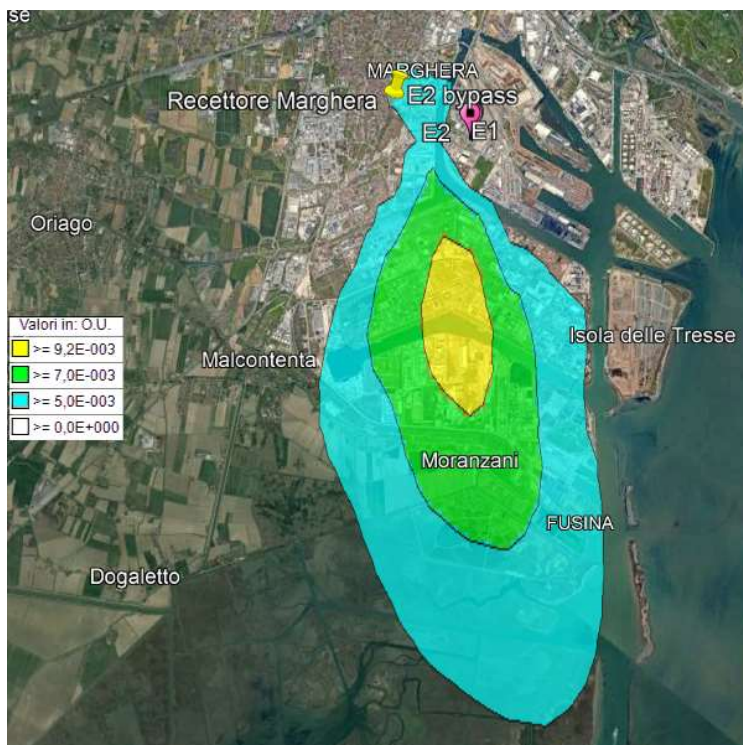 se
MARGHERA
Recettore Marghera
E2 bypass
E2
E1
Oriago
Valori in: O.U.
>= 9,2E-003
>= 7,0E-003
>= 5,0E-003
>= 0,0E+000
Malcontenta
Isola delle Tresse
Moranzani
FUSINA
Dogaletto